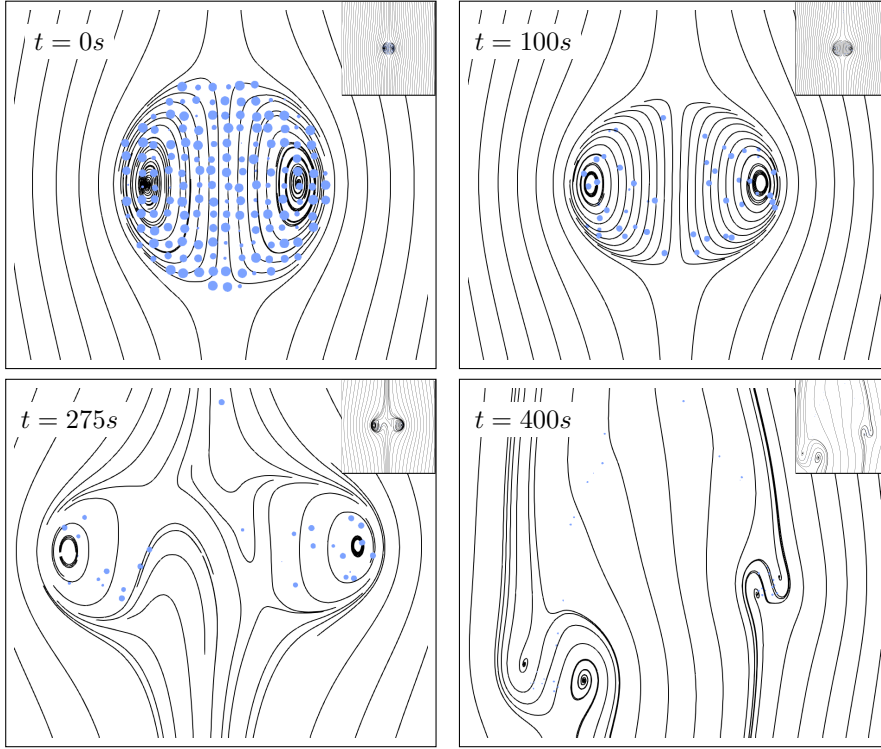 t = 0s
t = 100s
t = 275s
t = 400s